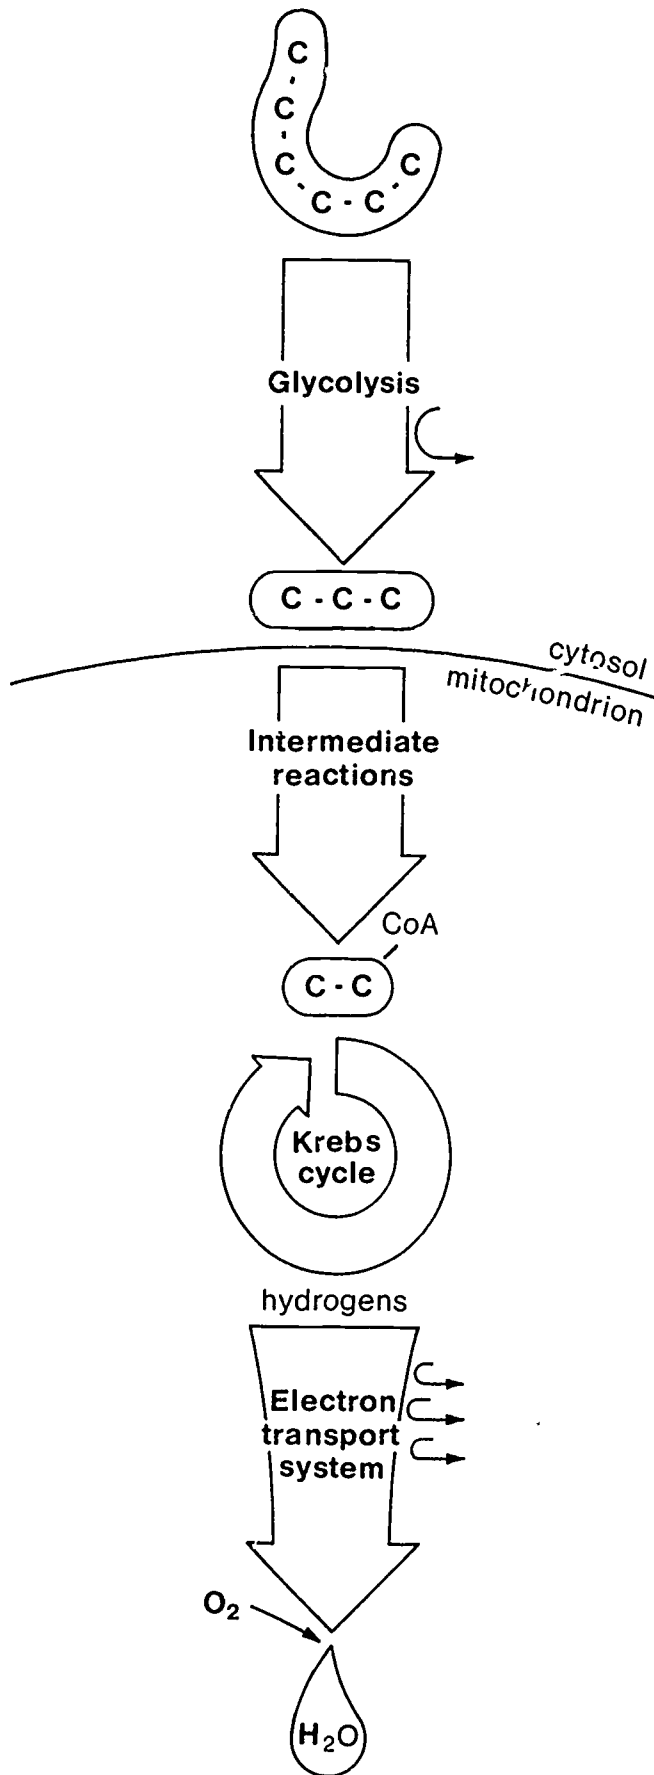 C
C
C
C - C - C
Glycolysis
C - C - C
cytosol
mitochondrion
Intermediate
reactions
CoA
C - C
Krebs
cycle
hydrogens
Electron
transport
system
O₂
H₂O